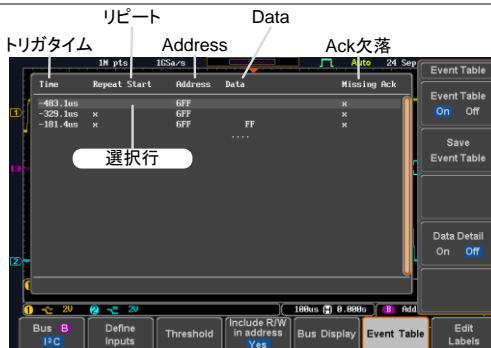 リピート Data
トリガタイム Address Ack欠落
1M pts 1GSa/s Auto 24 Sep
Time Repeat Start Address Data Missing Ack
-483.1us 6FF x
-329.1us x 6FF x
-181.4us x 6FF FF x
....
選択行
Event Table
Event Table
On Off
Save
Event Table
Data Detail
On Off
1
B
2
1 2V 2 2V 100us H 0.000s B Add
Bus B
I²C
Define
Inputs
Threshold
Include R/W
in address
Yes
Bus Display
Event Table
Edit
Labels